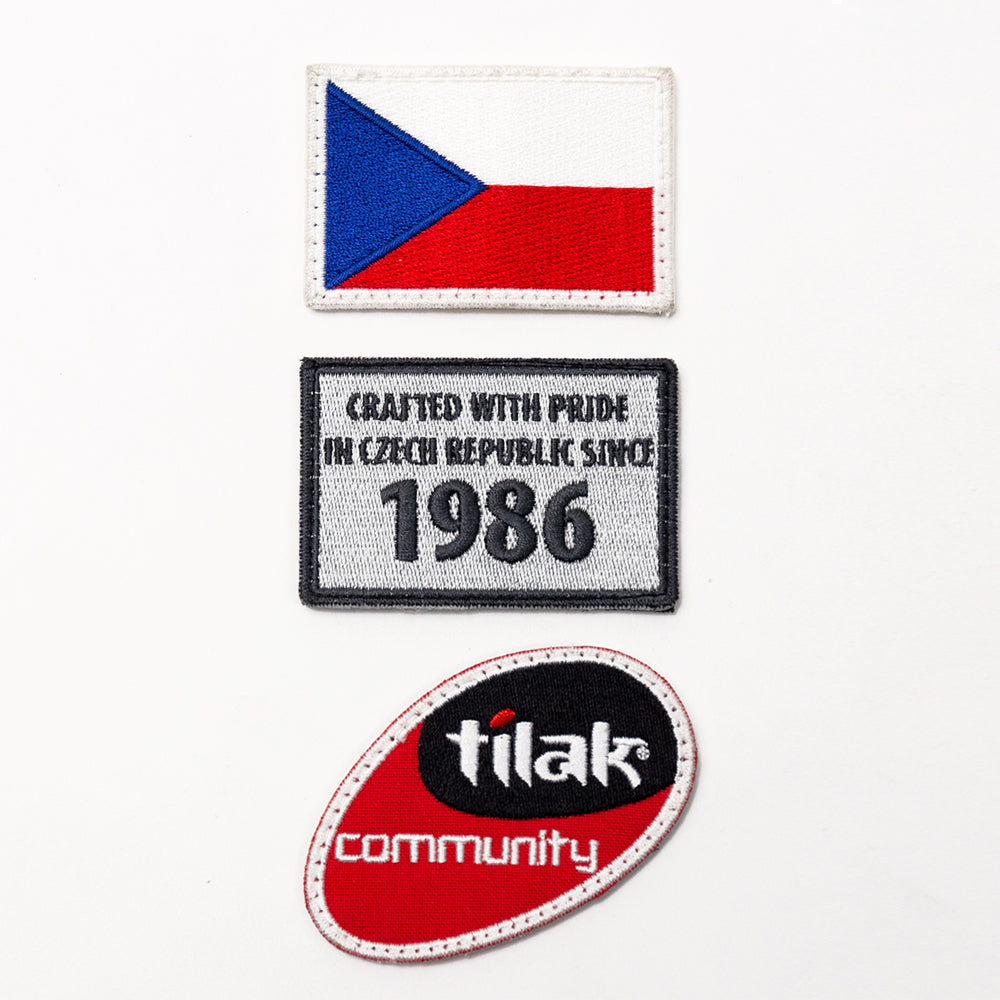 CRAFTED WITH PRIDE
IN CZECH REPUBLIC SINCE
1986
tilak®
community